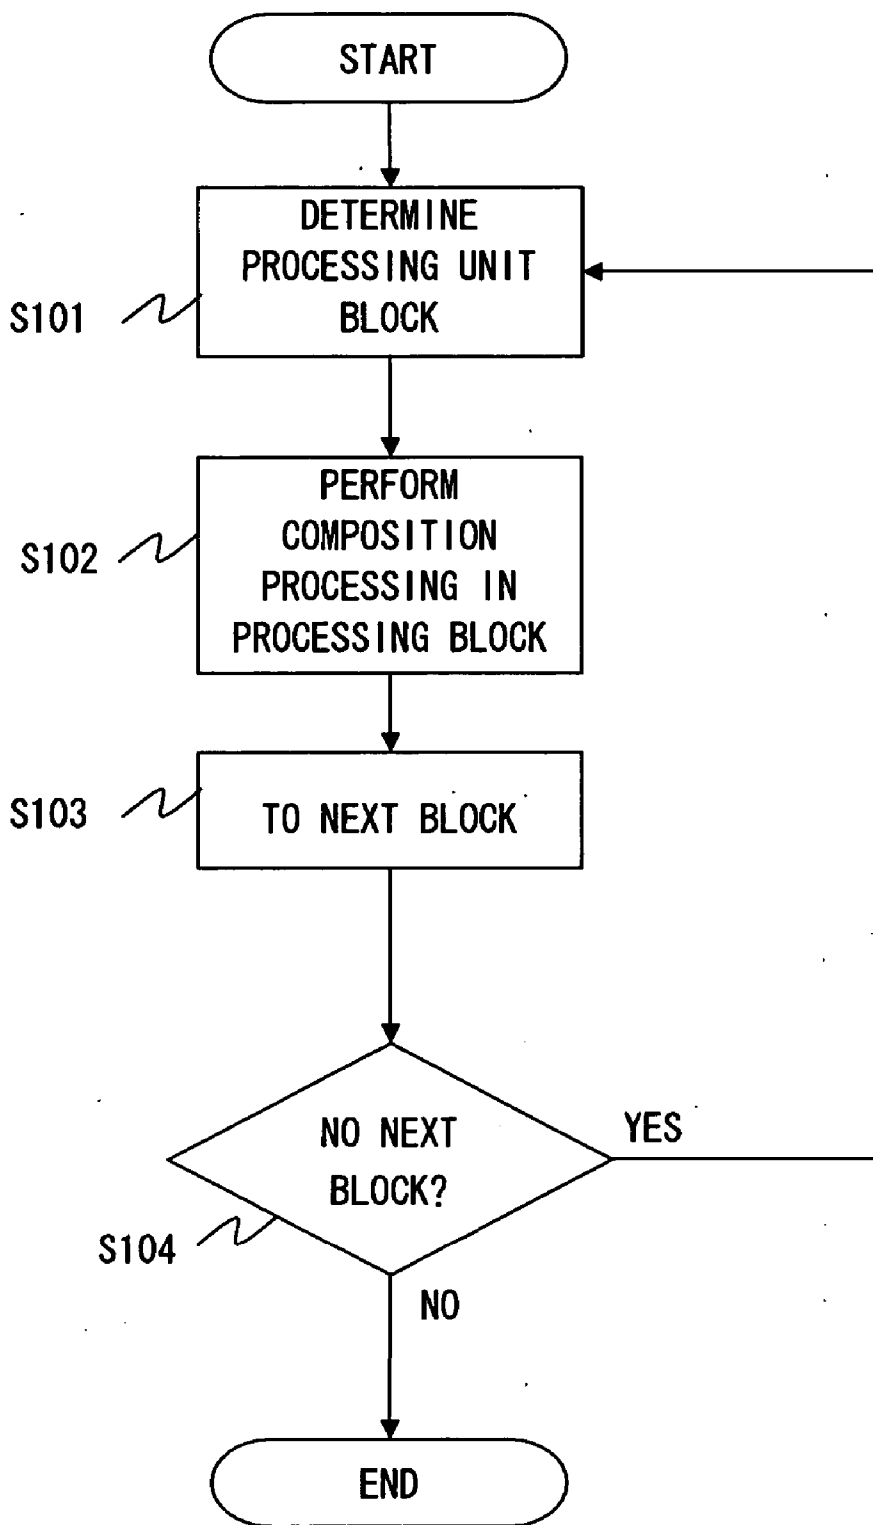 START
DETERMINE
PROCESSING UNIT
BLOCK
S101
PERFORM
COMPOSITION
PROCESSING IN
PROCESSING BLOCK
S102
TO NEXT BLOCK
S103
NO NEXT
BLOCK?
YES
S104
NO
END